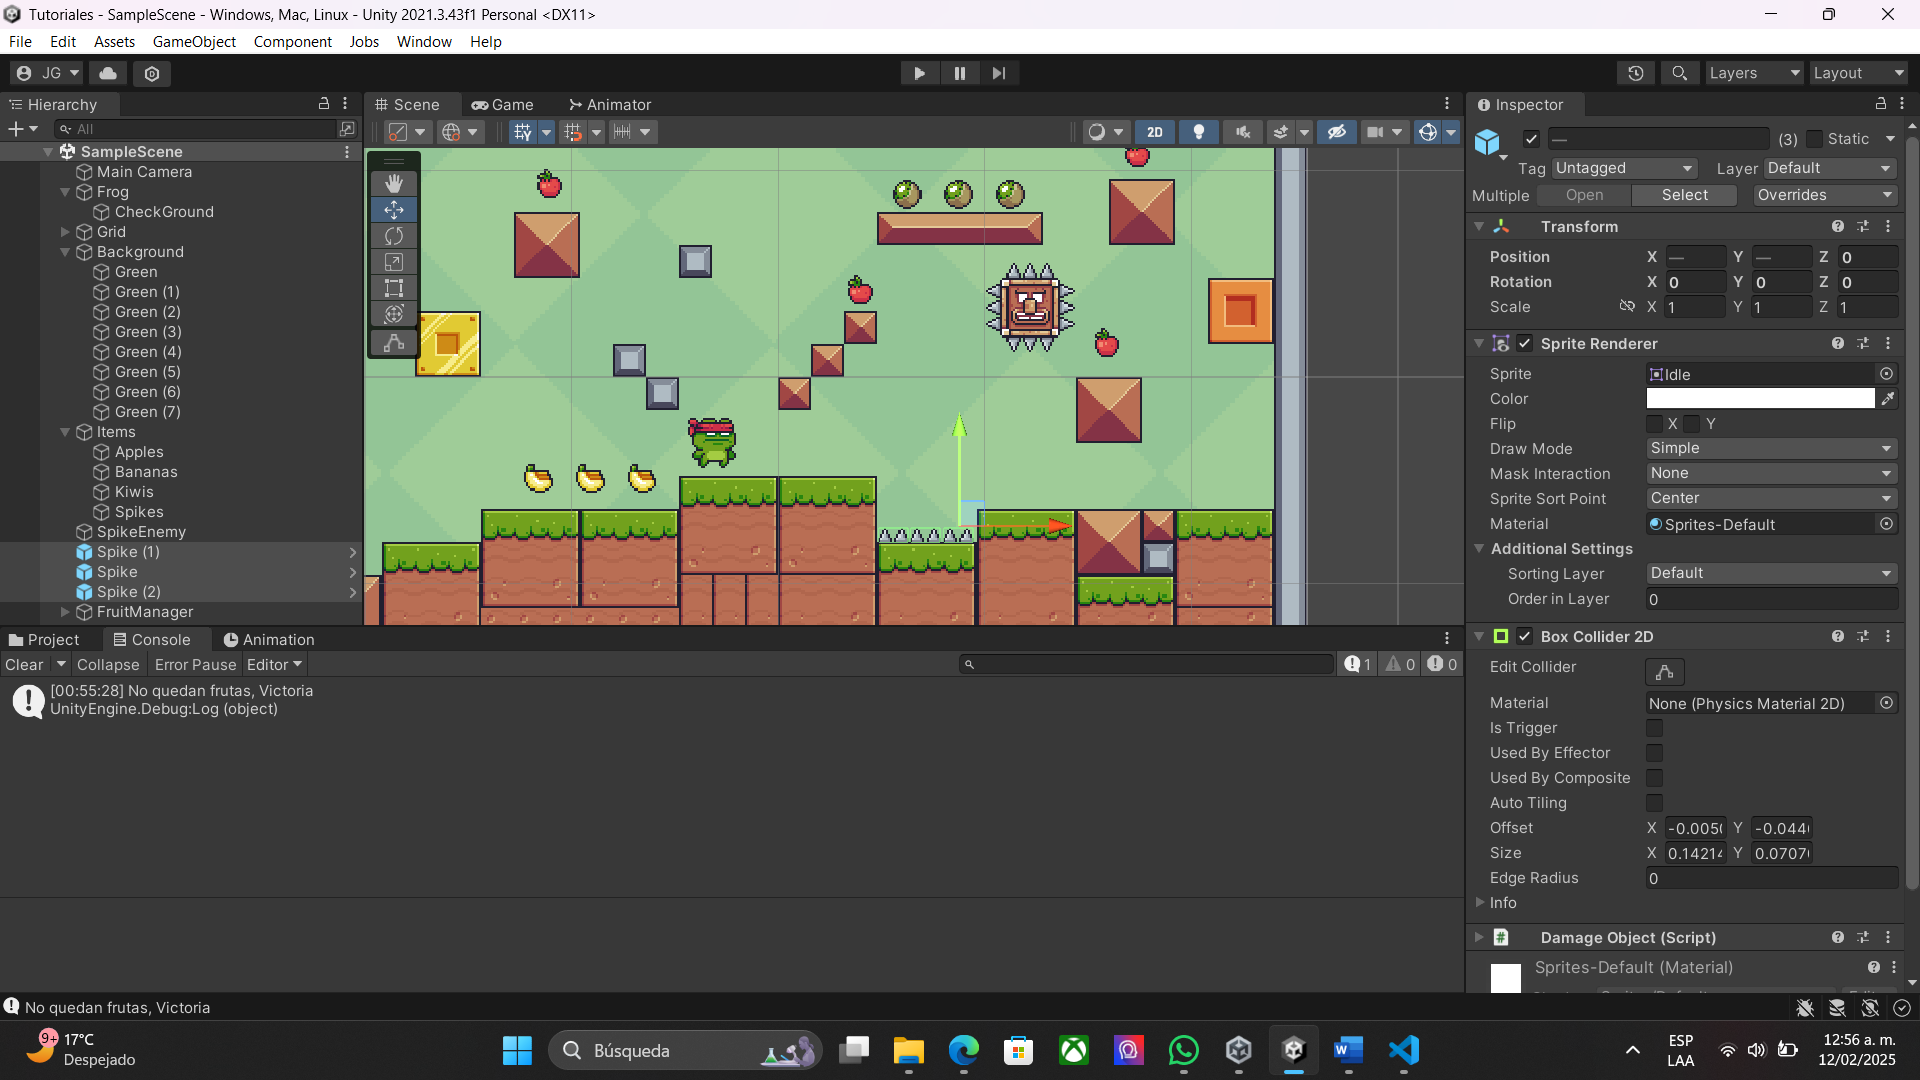 Tutoriales - SampleScene - Windows, Mac, Linux - Unity 2021.3.43f1 Personal <DX11>
File Edit Assets GameObject Component Jobs Window Help
JG Layers Layout
Hierarchy
All
SampleScene
Main Camera
Frog
CheckGround
Grid
Background
Green
Green (1)
Green (2)
Green (3)
Green (4)
Green (5)
Green (6)
Green (7)
Items
Apples
Bananas
Kiwis
Spikes
SpikeEnemy
Spike (1)
Spike
Spike (2)
FruitManager
Scene Game Animator
2D
Inspector
— (3) Static
Tag Untagged Layer Default
Multiple Open Select Overrides
Transform
Position X — Y — Z 0
Rotation X 0 Y 0 Z 0
Scale X 1 Y 1 Z 1
Sprite Renderer
Sprite Idle
Color
Flip X Y
Draw Mode Simple
Mask Interaction None
Sprite Sort Point Center
Material Sprites-Default
Additional Settings
Sorting Layer Default
Order in Layer 0
Box Collider 2D
Edit Collider
Material None (Physics Material 2D)
Is Trigger
Used By Effector
Used By Composite
Auto Tiling
Offset X -0.005 Y -0.044
Size X 0.1421 Y 0.0707
Edge Radius 0
Info
Damage Object (Script)
Sprites-Default (Material)
Project Console Animation
Clear Collapse Error Pause Editor 1 0 0
[00:55:28] No quedan frutas, Victoria
UnityEngine.Debug:Log (object)
No quedan frutas, Victoria
9+ 17°C
Despejado
Búsqueda
ESP
LAA
12:56 a. m.
12/02/2025